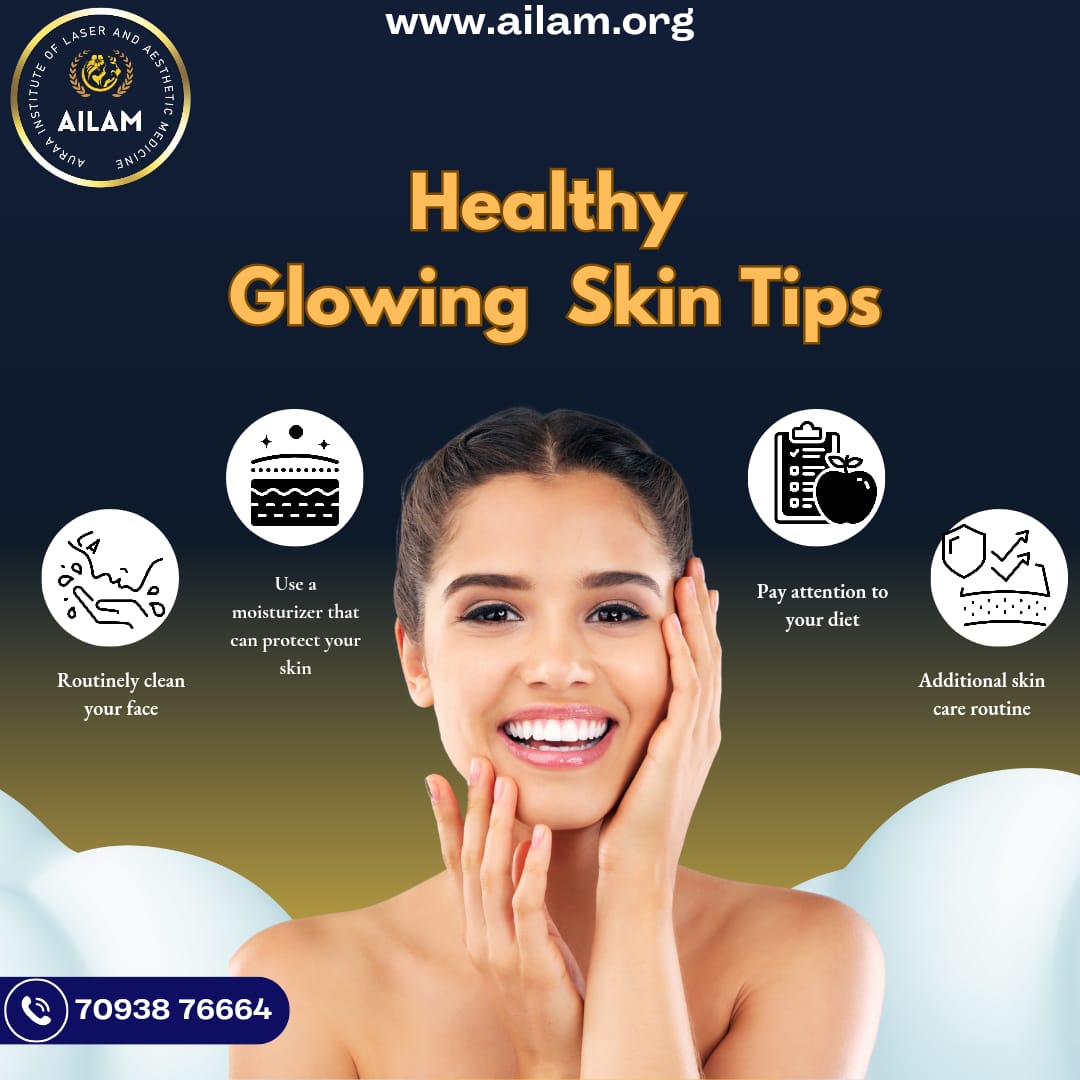 www.ailam.org
AURAA INSTITUTE OF LASER AND AESTHETIC MEDICINE
AILAM
Healthy
Glowing Skin Tips
Routinely clean
your face
Use a
moisturizer that
can protect your
skin
Pay attention to
your diet
Additional skin
care routine
70938 76664